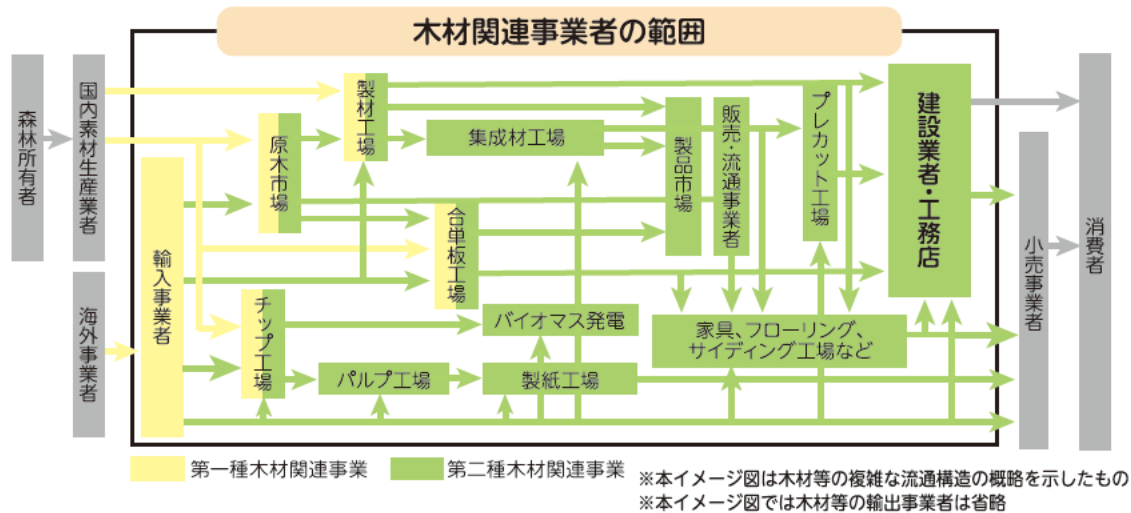 木材関連事業者の範囲
森林所有者
国内素材生産業者
海外事業者
輸入事業者
原木市場
製材工場
チップ工場
集成材工場
合単板工場
パルプ工場
バイオマス発電
製紙工場
製品市場
販売・流通事業者
プレカット工場
家具、フローリング、
サイディング工場など
建設業者・工務店
小売事業者
消費者
第一種木材関連事業
第二種木材関連事業
※本イメージ図は木材等の複雑な流通構造の概略を示したもの
※本イメージ図では木材等の輸出事業者は省略